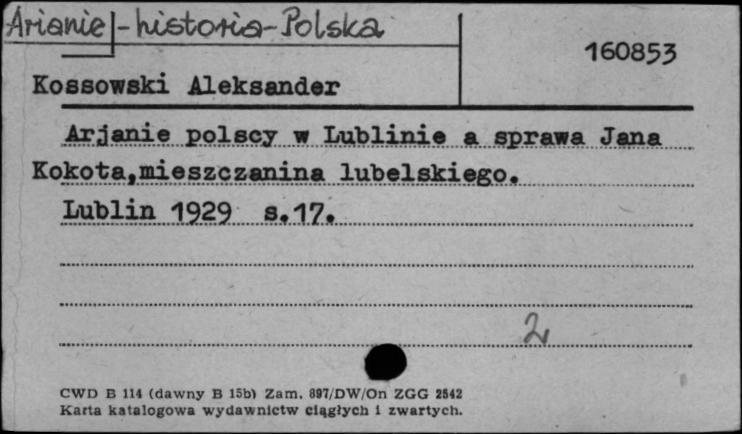 Arianie - historia - Polska
160853
Kossowski Aleksander
Arjanie polscy w Lublinie a sprawa Jana
Kokota,mieszczanina lubelskiego.
Lublin 1929 s.17.
2
CWD B 114 (dawny B 15b) Zam. 897/DW/On ZGG 2542
Karta katalogowa wydawnictw ciągłych i zwartych.